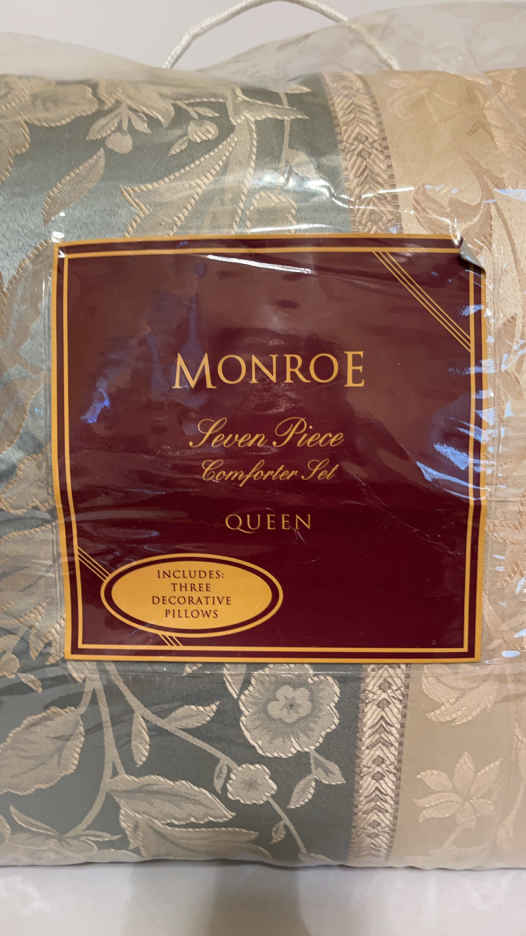 MONROE
Seven Piece
Comforter Set
QUEEN
INCLUDES:
THREE
DECORATIVE
PILLOWS